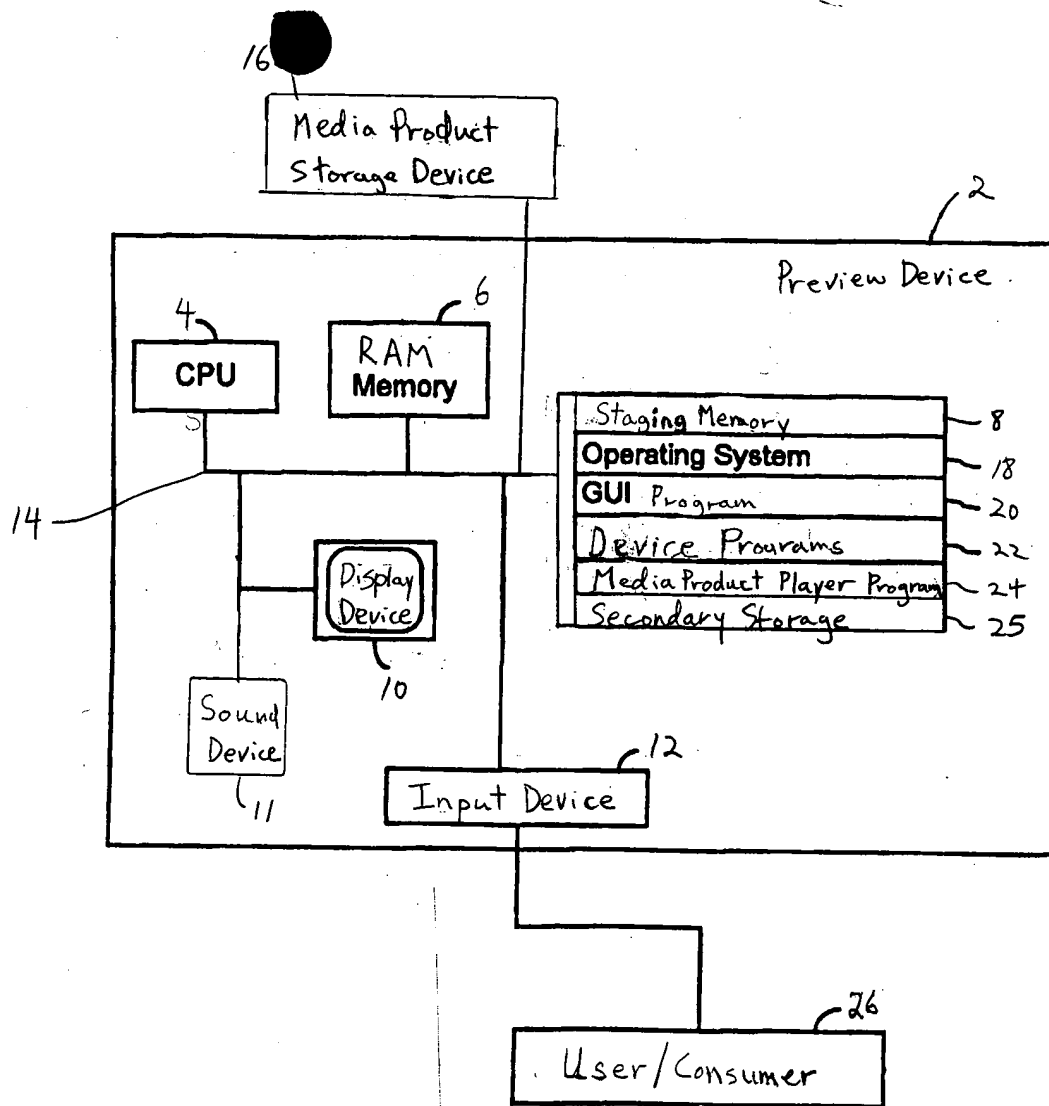 16
Media Product
Storage Device
2
Preview Device.
4
CPU
6
RAM
Memory
S
Staging Memory
8
Operating System
18
GUI Program
20
Device Prourams
22
Media Product Player Program
24
Secondary Storage
25
14
Display
Device
10
Sound
Device
11
12
Input Device
26
User/Consumer